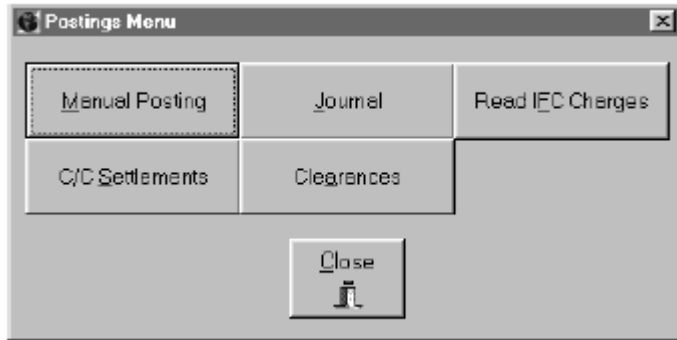 Postings Menu
Manual Posting Journal Read IFC Charges
C/C Settlements Clearances
Close